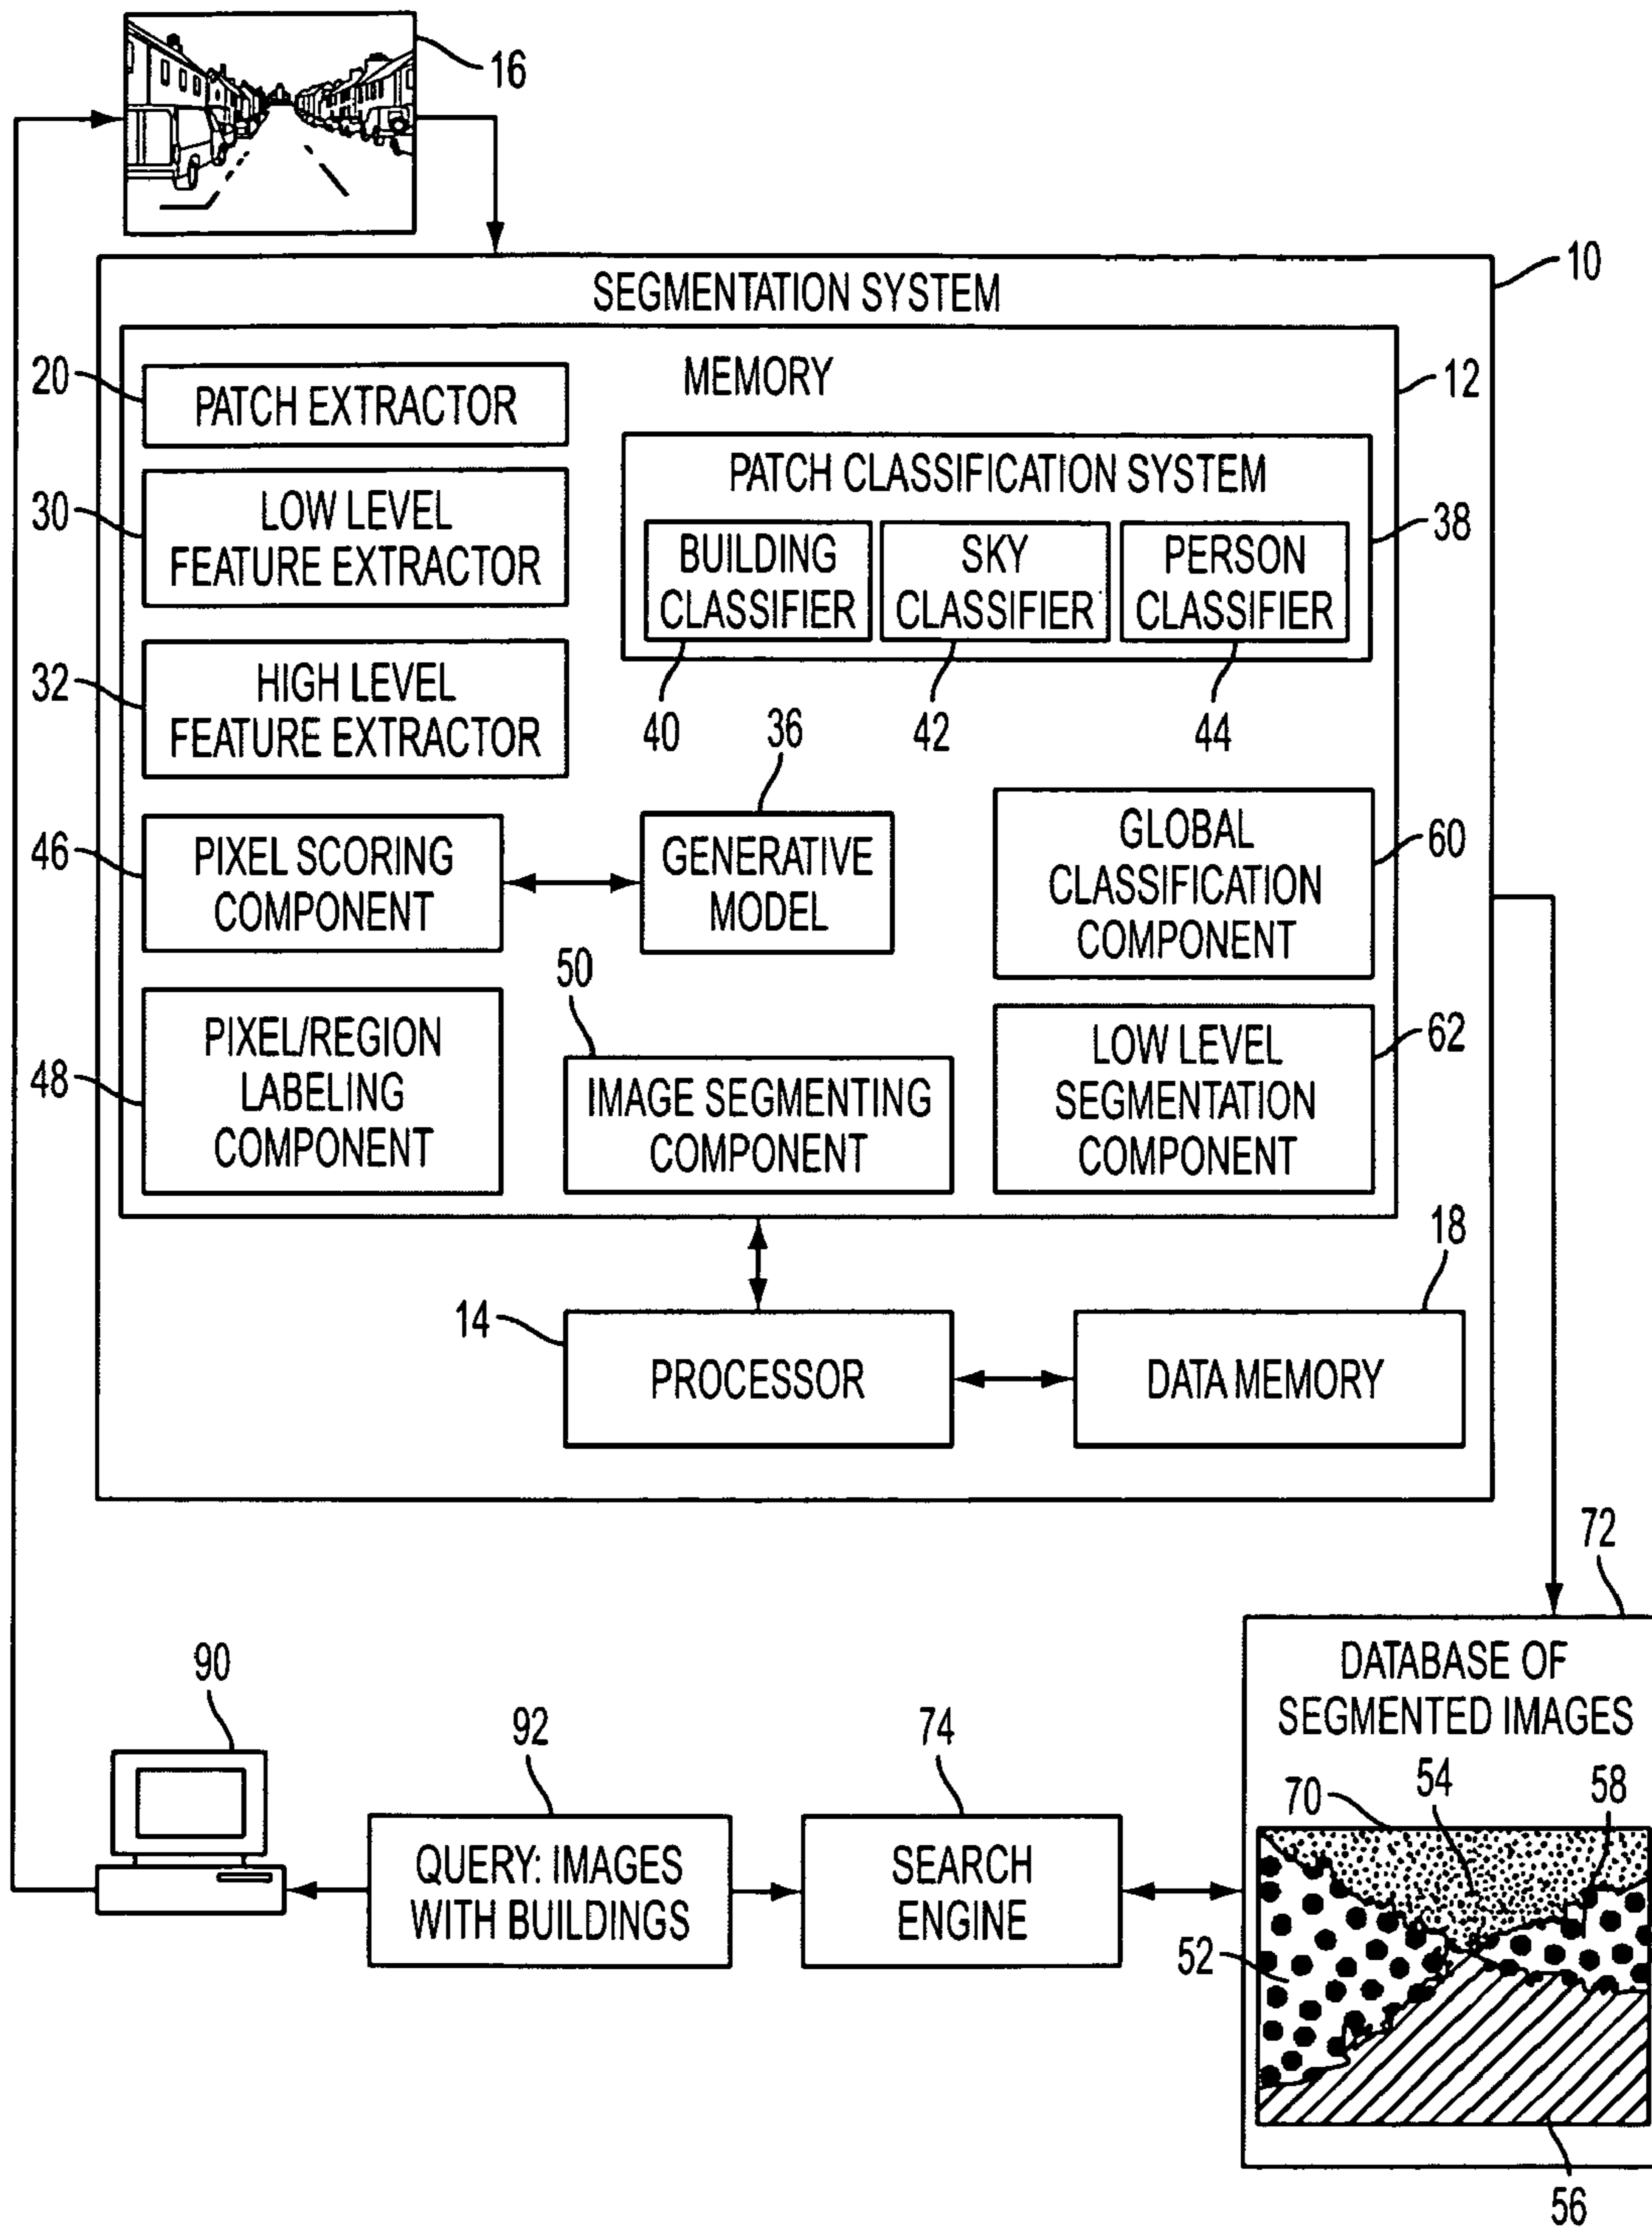 16
10
SEGMENTATION SYSTEM
12
MEMORY
20
PATCH EXTRACTOR
30
LOW LEVEL
FEATURE EXTRACTOR
32
HIGH LEVEL
FEATURE EXTRACTOR
PATCH CLASSIFICATION SYSTEM
38
BUILDING
CLASSIFIER
SKY
CLASSIFIER
PERSON
CLASSIFIER
40
42
44
36
46
PIXEL SCORING
COMPONENT
GENERATIVE
MODEL
GLOBAL
CLASSIFICATION
COMPONENT
60
48
PIXEL/REGION
LABELING
COMPONENT
50
IMAGE SEGMENTING
COMPONENT
LOW LEVEL
SEGMENTATION
COMPONENT
62
14
PROCESSOR
18
DATA MEMORY
72
DATABASE OF
SEGMENTED IMAGES
90
92
QUERY: IMAGES
WITH BUILDINGS
74
SEARCH
ENGINE
70
54
58
52
56